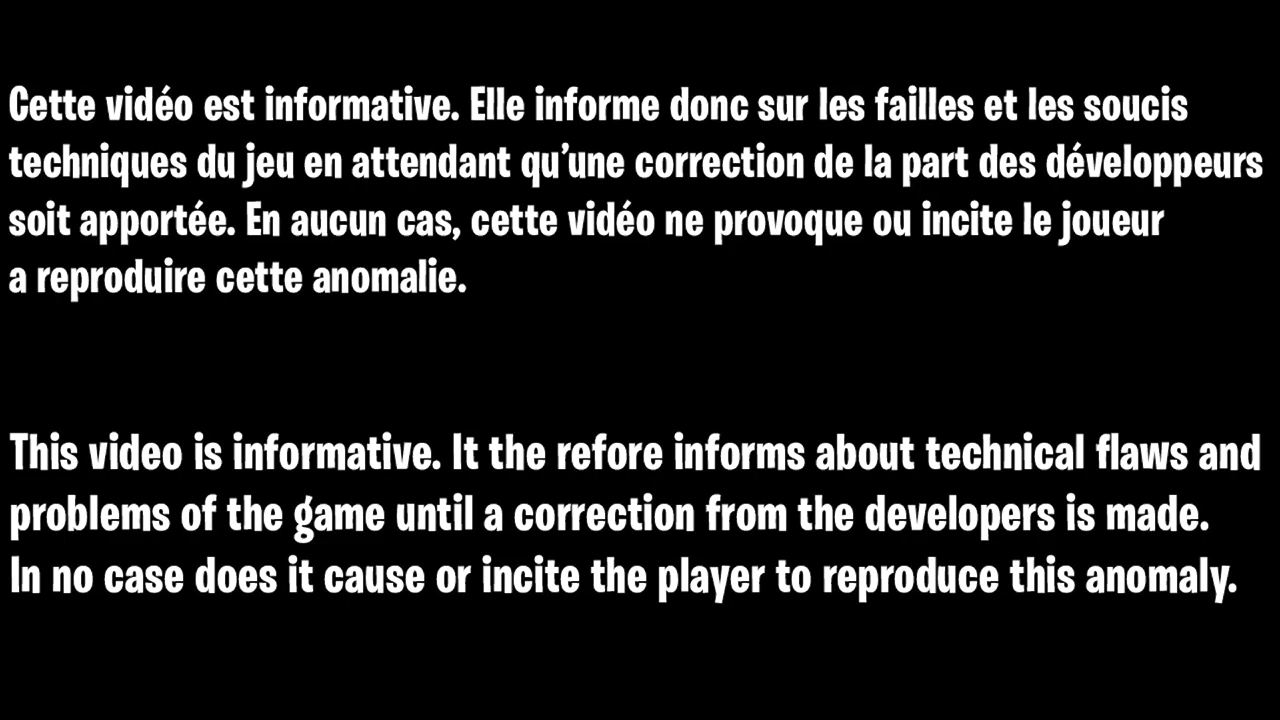 Cette vidéo est informative. Elle informe donc sur les failles et les soucis
techniques du jeu en attendant qu’une correction de la part des développeurs
soit apportée. En aucun cas, cette vidéo ne provoque ou incite le joueur
a reproduire cette anomalie.
This video is informative. It the refore informs about technical flaws and
problems of the game until a correction from the developers is made.
In no case does it cause or incite the player to reproduce this anomaly.